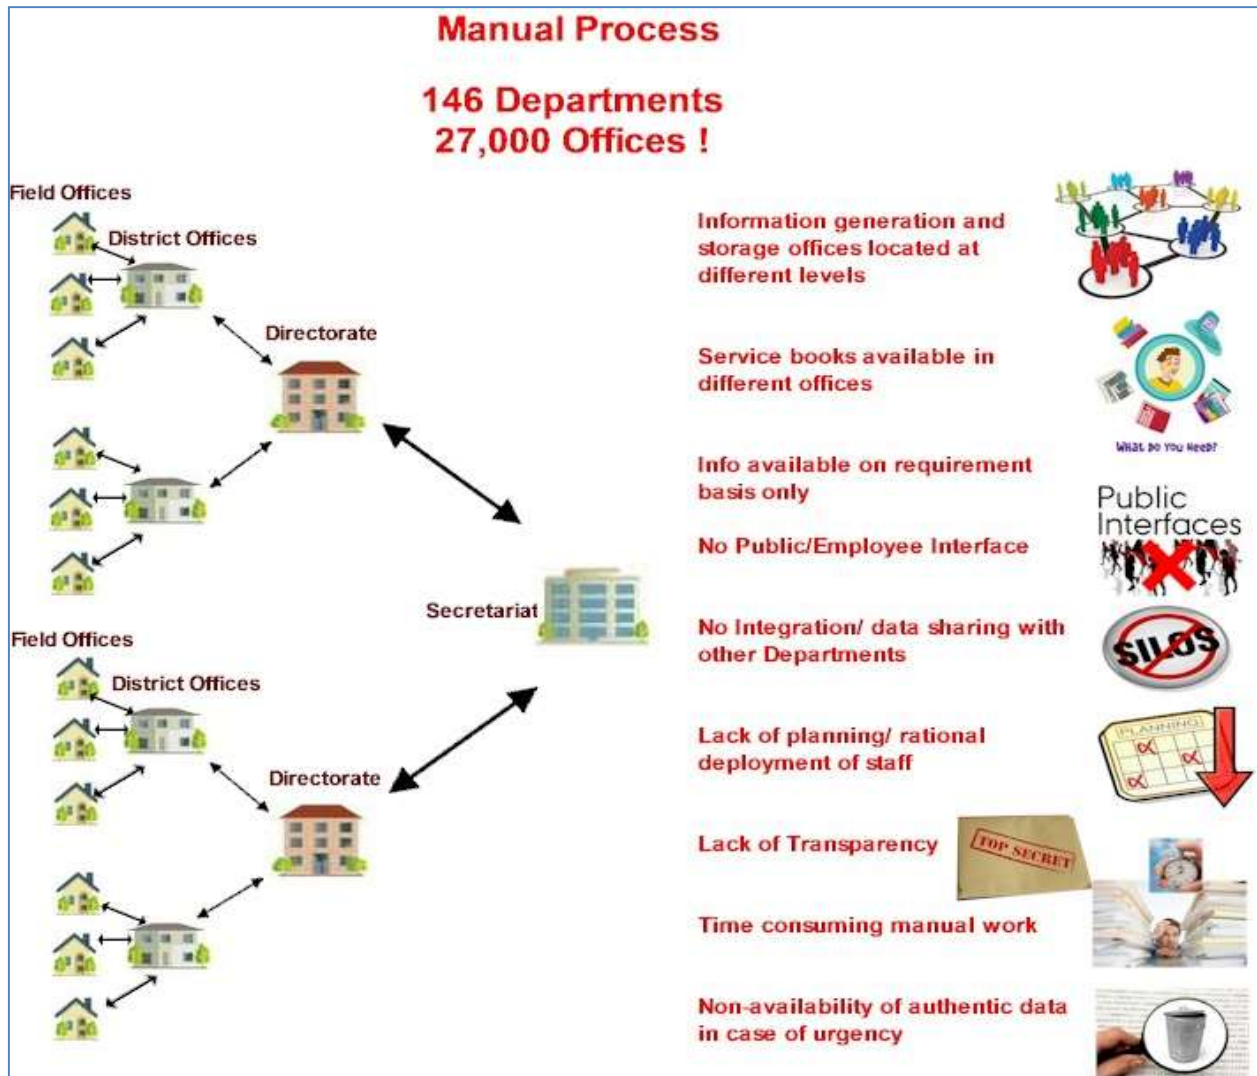 Manual Process
146 Departments
27,000 Offices !
Field Offices
District Offices
Directorate
Secretariat
Field Offices
District Offices
Directorate
Information generation and
storage offices located at
different levels
Service books available in
different offices
What Do You Need?
Info available on requirement
basis only
Public
Interfaces
No Public/Employee Interface
No Integration/ data sharing with
other Departments
SILOS
Lack of planning/ rational
deployment of staff
PLANNING
Lack of Transparency
TOP SECRET
Time consuming manual work
Non-availability of authentic data
in case of urgency